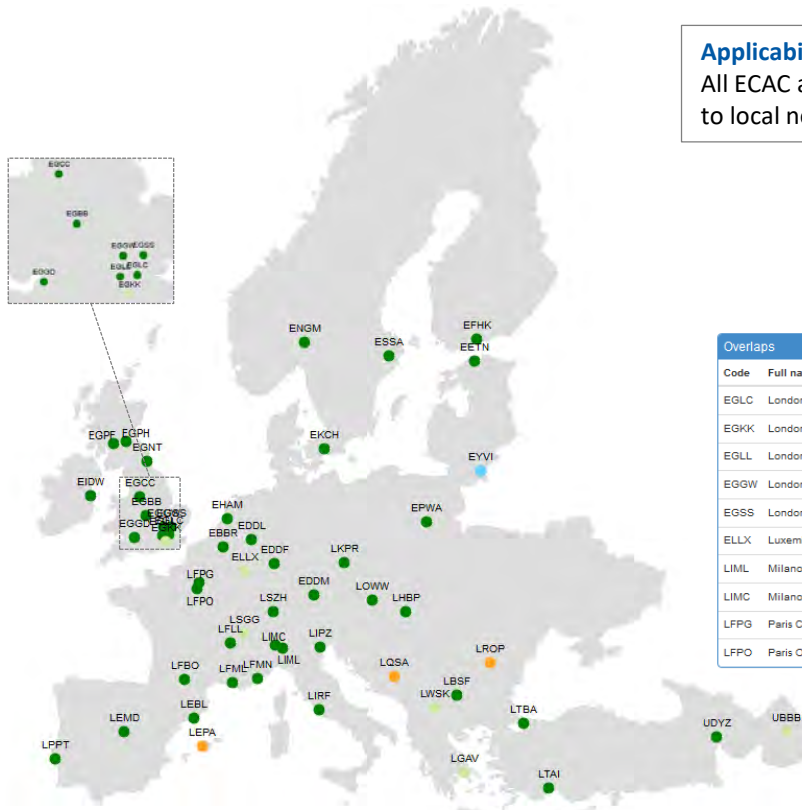 Applicabi
All ECAC a
to local n
EGCC
EGBB
EGGW EGSS
EGLL EGLC
EGGD
EGKK
ENGM
ESSA
EFHK
EETN
EGPF EGPH
EGNT
EKCH
EYVI
EIDW
EGCC
EGBB
EGGD
EHAM
EPWA
EBBR
EDDL
ELLX
EDDF
LKPR
LFPG
LFPO
EDDM
LOWW
LHBP
LSZH
LSGG
LFLL
LIMC
LIML
LIPZ
LROP
LQSA
LFBO
LFML
LFMN
LBSF
LWSK
LEBL
LIRF
LTBA
LEMD
LEPA
UDYZ
UBBB
LPPT
LGAV
LTAI
Overlaps
Code Full na
EGLC London
EGKK London
EGLL London
EGGW London
EGSS London
ELLX Luxem
LIML Milano
LIMC Milano
LFPG Paris C
LFPO Paris C